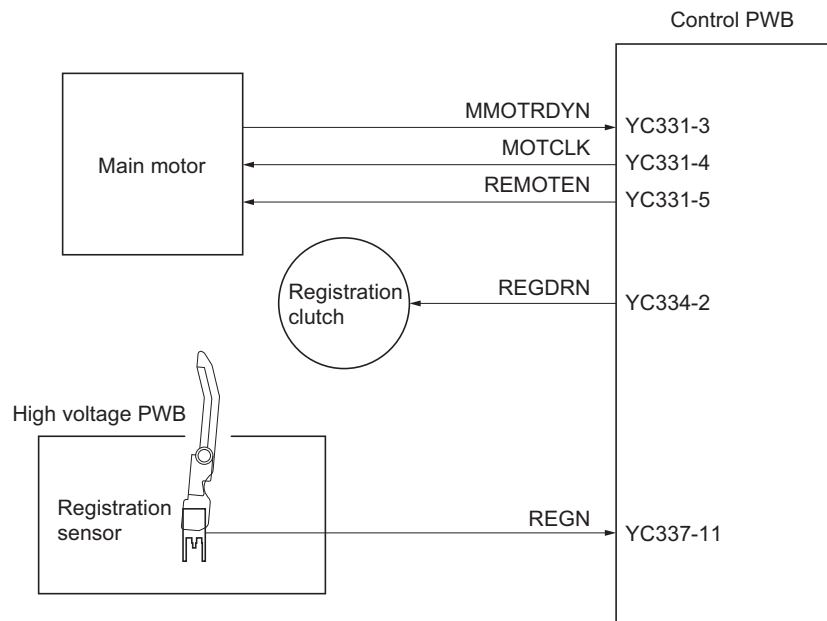 Control PWB
MMOTRDYN
YC331-3
Main motor
MOTCLK
YC331-4
REMOTEN
YC331-5
Registration
clutch
REGDRN
YC334-2
High voltage PWB
Registration
sensor
REGN
YC337-11